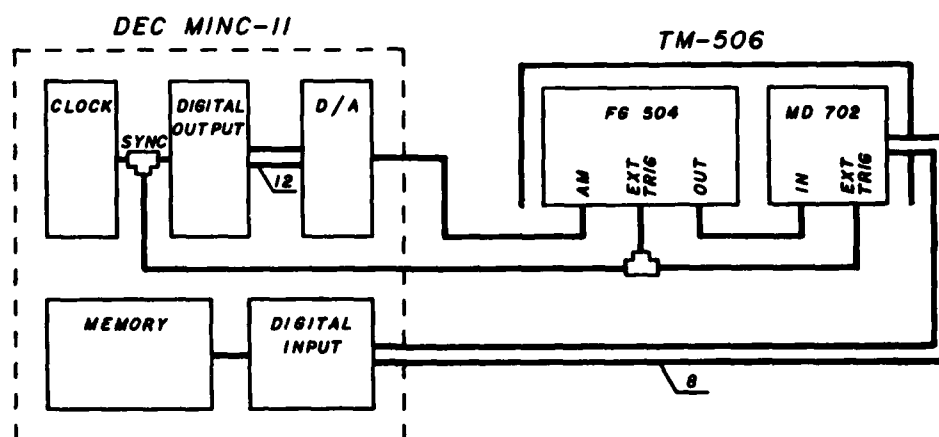 DEC MINC-11
TM-506
CLOCK
SYNC
DIGITAL
OUTPUT
12
D/A
FG 504
AM
EXT
TRIG
OUT
MD 702
IN
EXT
TRIG
MEMORY
DIGITAL
INPUT
8